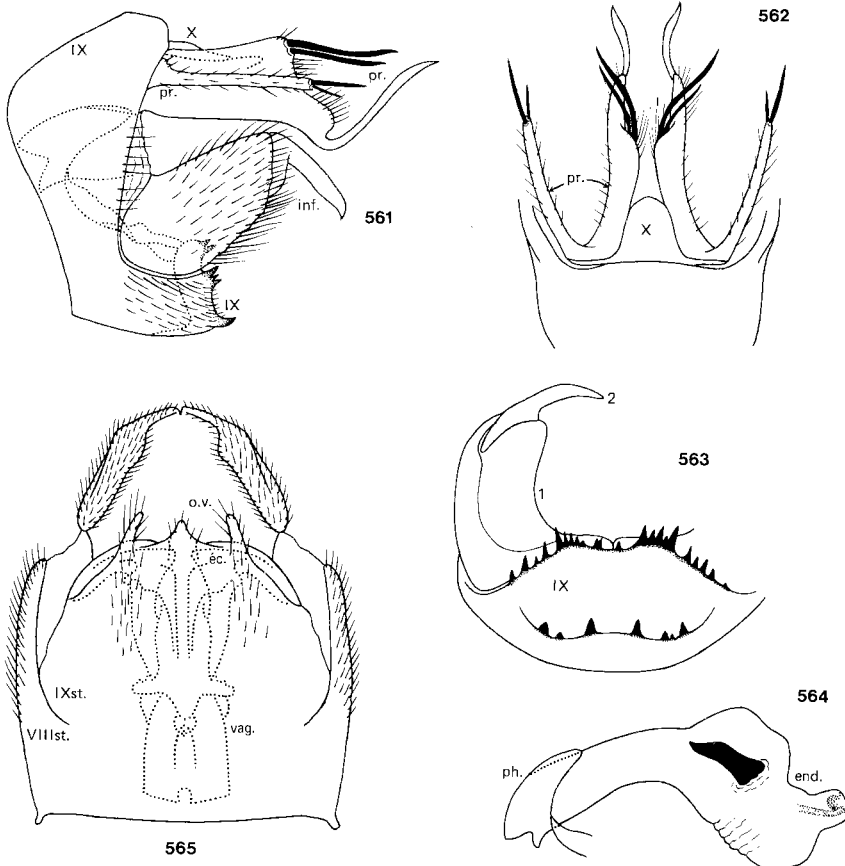 IX
X
pr.
pr.
inf.
IX
561
562
pr.
X
563
2
1
IX
564
ph.
end.
o.v.
éc.
IXst.
VIIIst.
vag.
565